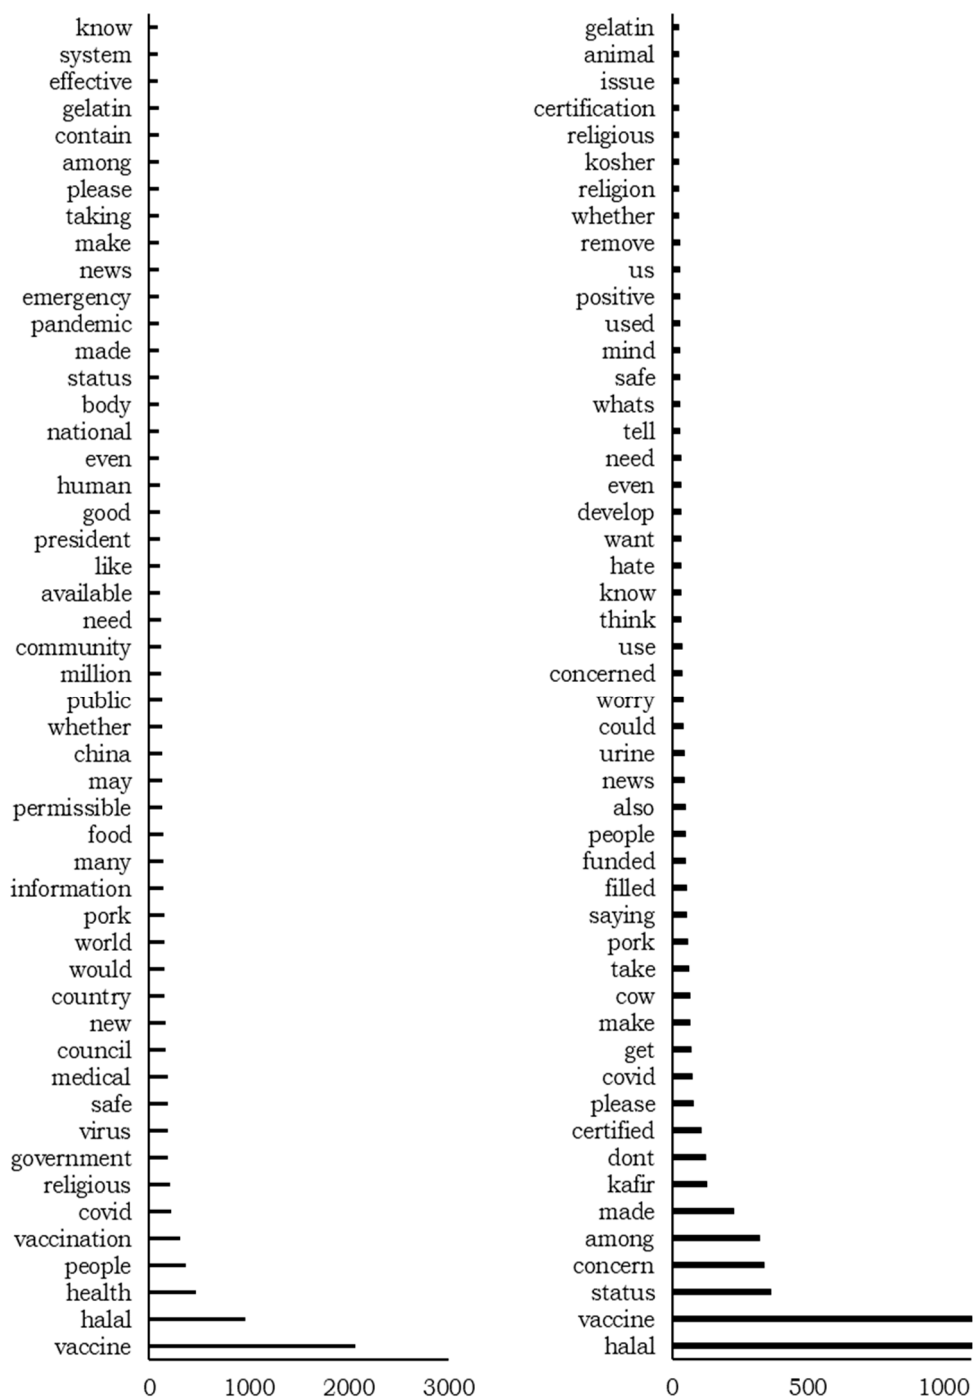 know
system
effective
gelatin
contain
among
please
taking
make
news
emergency
pandemic
made
status
body
national
even
human
good
president
like
available
need
community
million
public
whether
china
may
permissible
food
many
information
pork
world
would
country
new
council
medical
safe
virus
government
religious
covid
vaccination
people
health
halal
vaccine
0 1000 2000 3000
gelatin
animal
issue
certification
religious
kosher
religion
whether
remove
us
positive
used
mind
safe
whats
tell
need
even
develop
want
hate
know
think
use
concerned
worry
could
urine
news
also
people
funded
filled
saying
pork
take
cow
make
get
covid
please
certified
dont
kafir
made
among
concern
status
vaccine
halal
0 500 1000